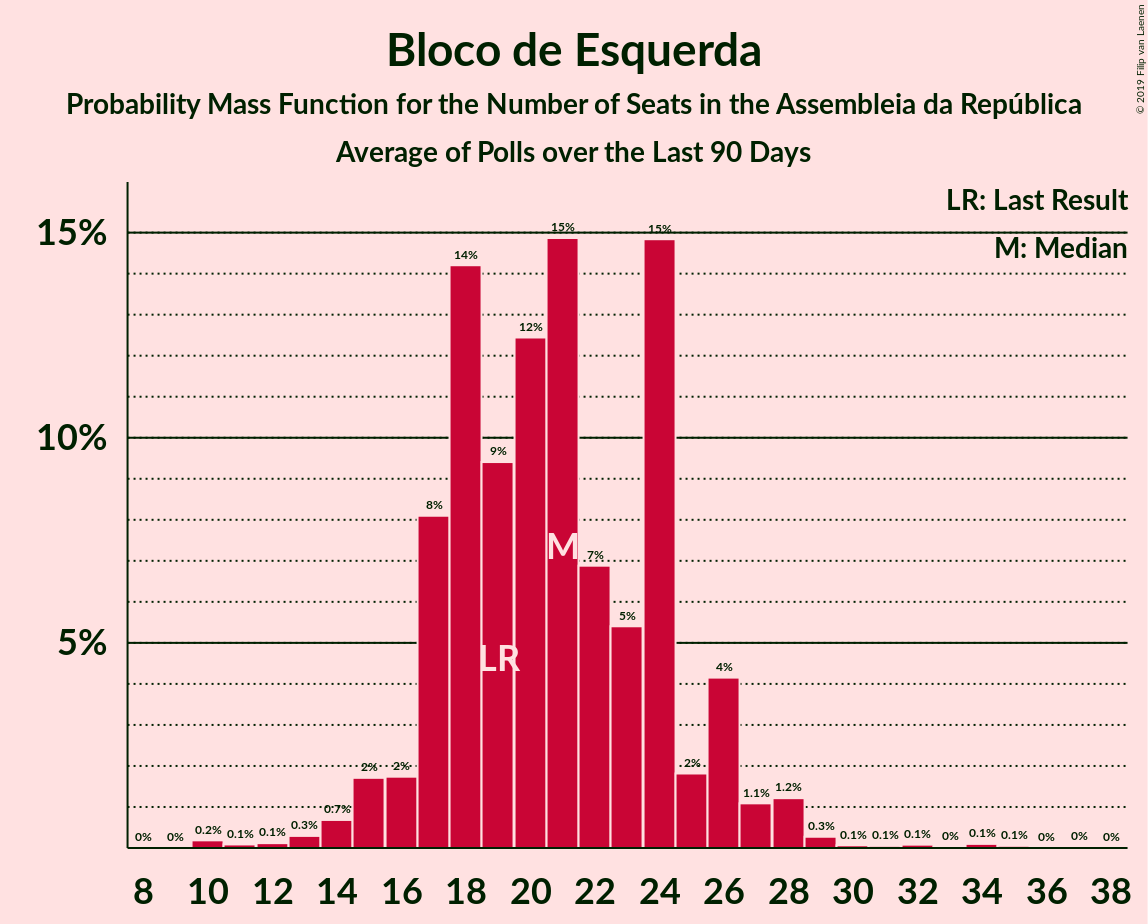 Bloco de Esquerda
Probability Mass Function for the Number of Seats in the Assembleia da República
Average of Polls over the Last 90 Days
© 2019 Filip van Laenen
LR: Last Result
M: Median
15%
10%
5%
0% 0% 0.2% 0.1% 0.1% 0.3% 0.7% 2% 2% 8% 14% 9% 12% 15% 7% 5% 15% 2% 4% 1.1% 1.2% 0.3% 0.1% 0.1% 0.1% 0% 0.1% 0.1% 0% 0% 0%
LR
M
8 10 12 14 16 18 20 22 24 26 28 30 32 34 36 38